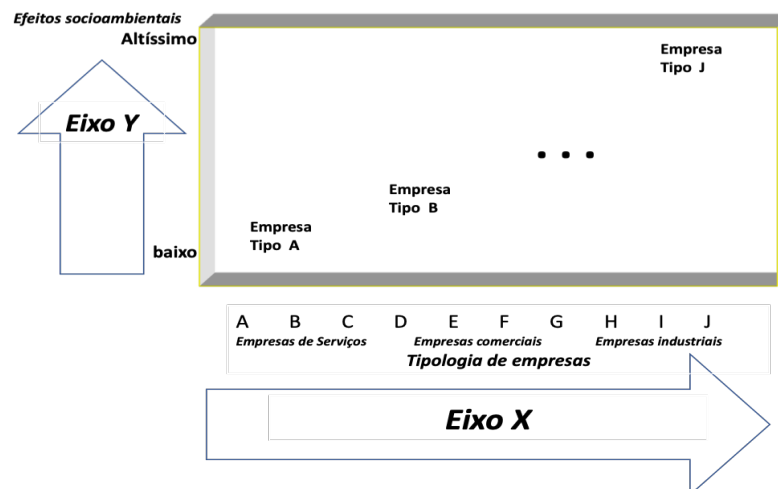 Efeitos socioambientais
Altíssimo
Eixo Y
baixo
Empresa
Tipo J
• • •
Empresa
Tipo B
Empresa
Tipo A
A B C D E F G H I J
Empresas de Serviços Empresas comerciais Empresas industriais
Tipologia de empresas
Eixo X